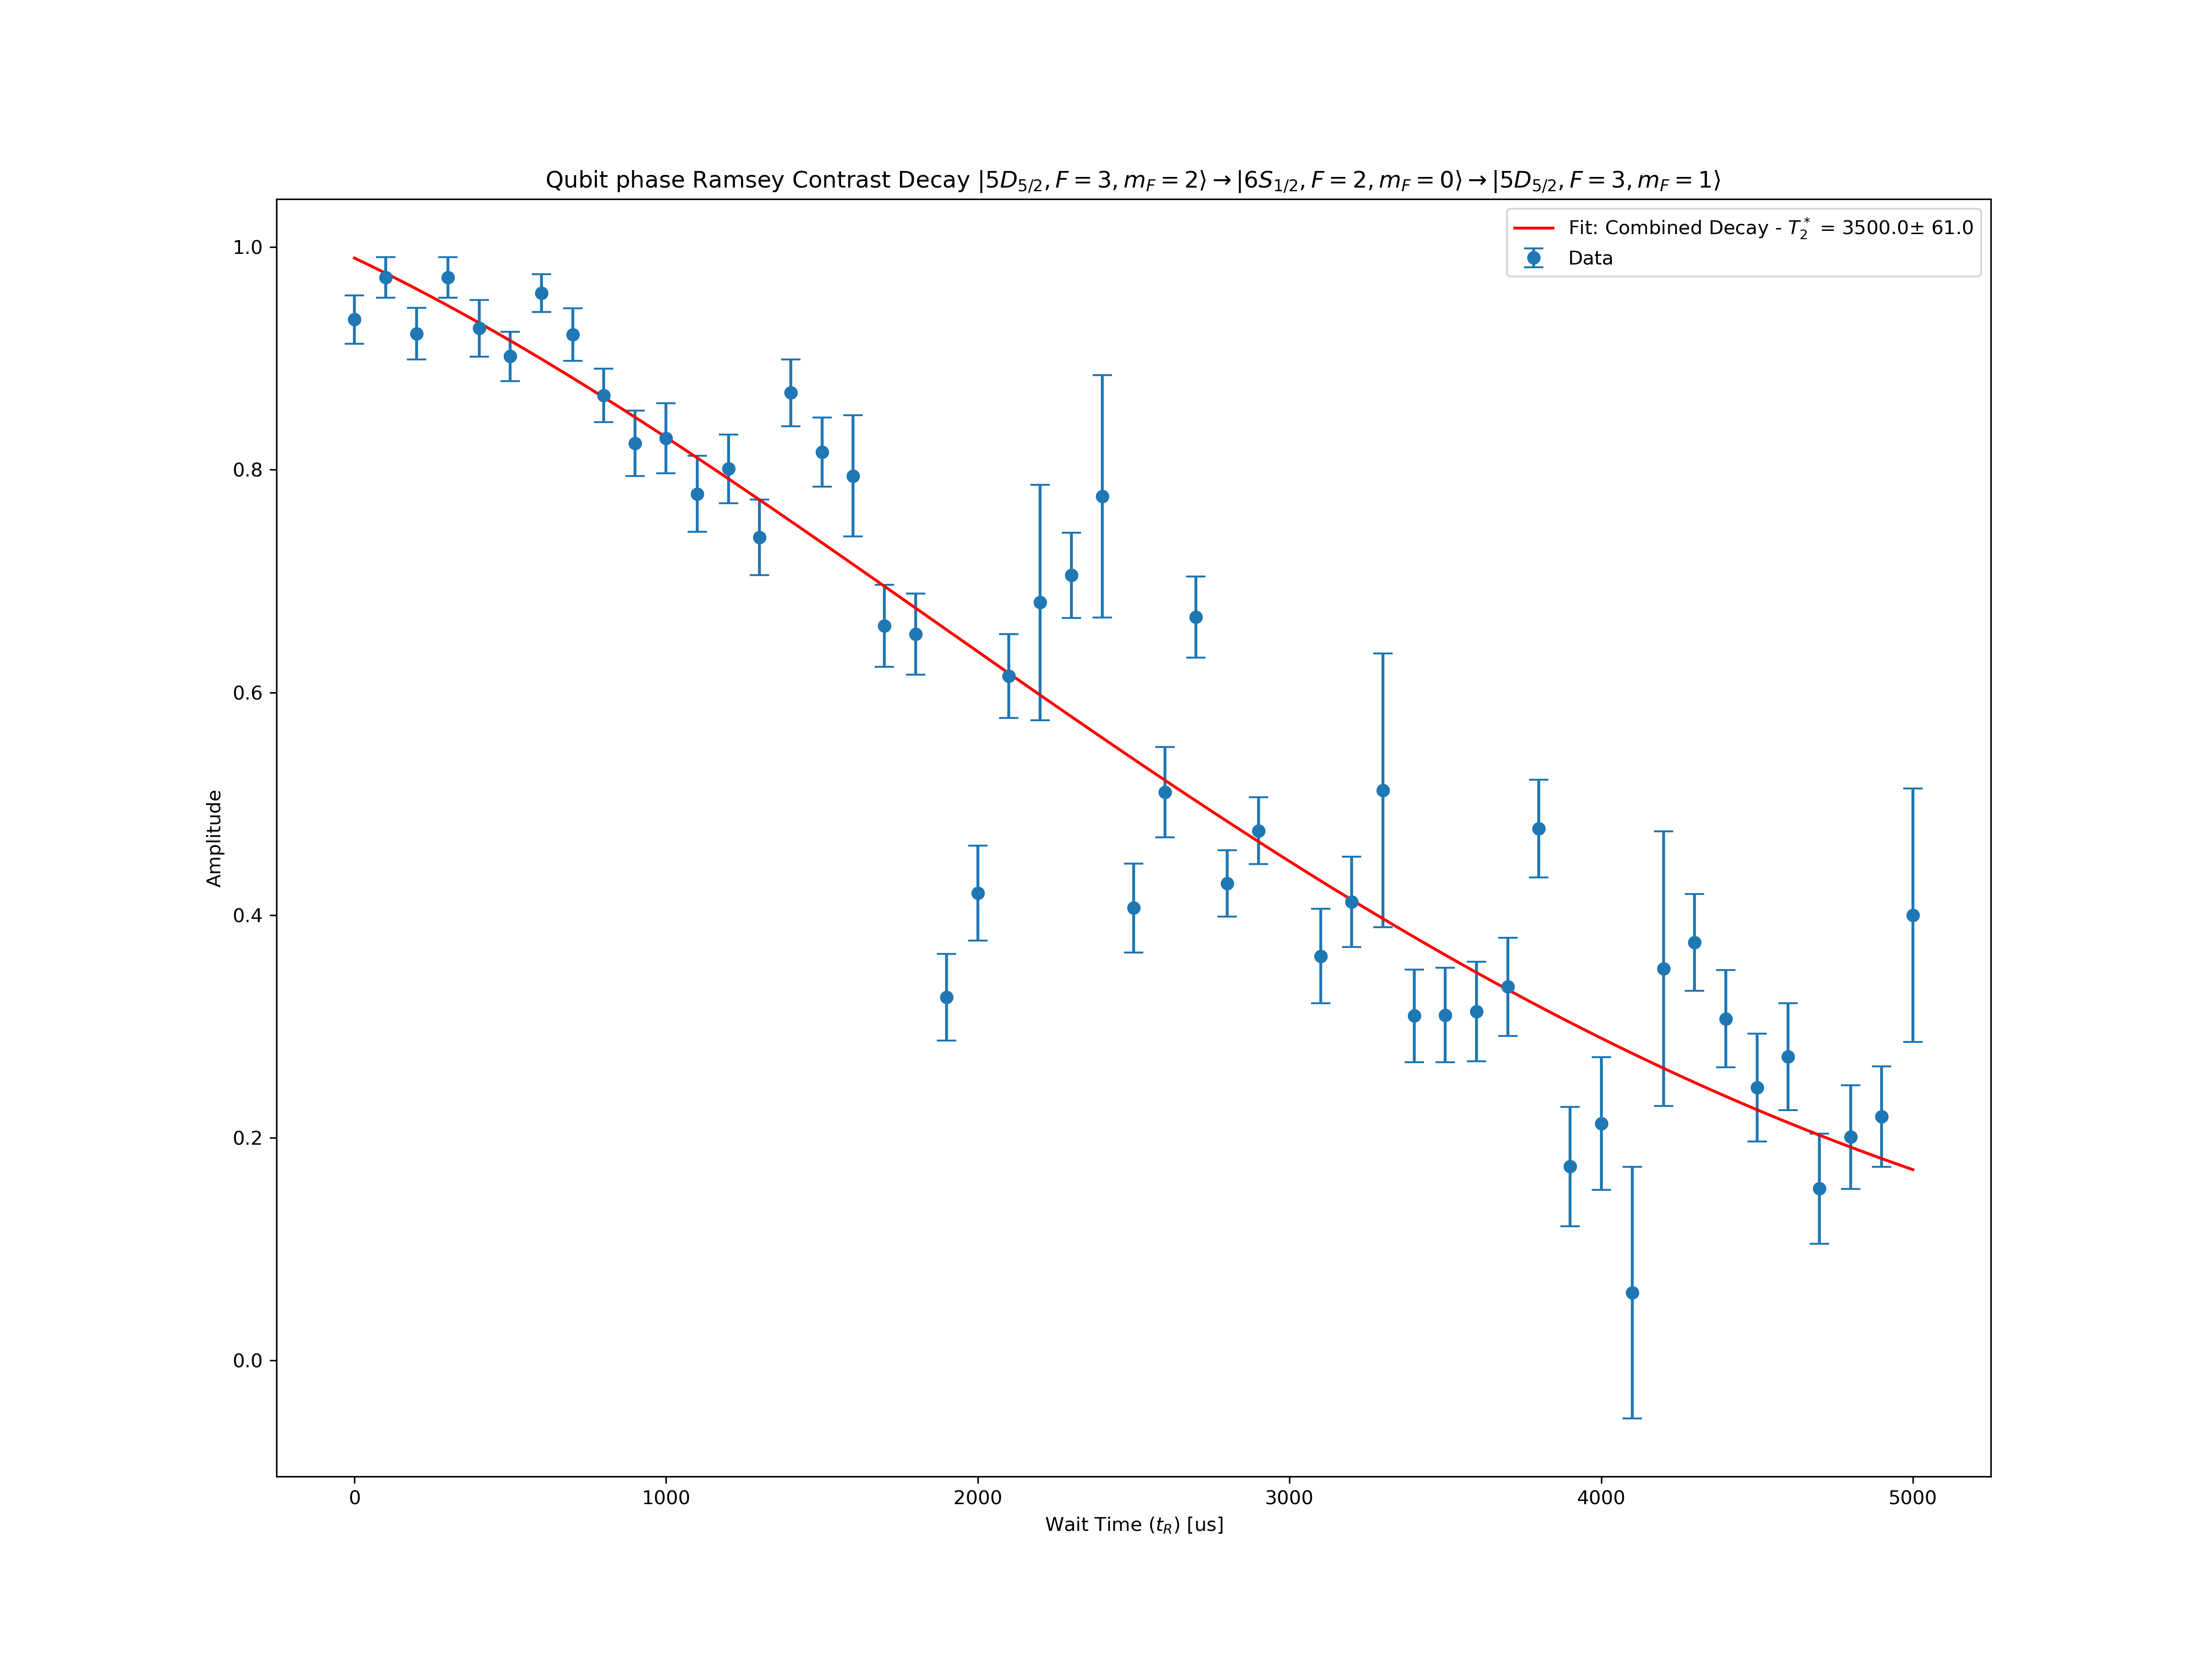 Qubit phase Ramsey Contrast Decay |5D5/2, F = 3, mF = 2⟩ → |6S1/2, F = 2, mF = 0⟩ → |5D5/2, F = 3, mF = 1⟩
Fit: Combined Decay - T2* = 3500.0± 61.0
Data
1.0
0.8
0.6
0.4
0.2
0.0
Amplitude
0 1000 2000 3000 4000 5000
Wait Time (tR) [us]